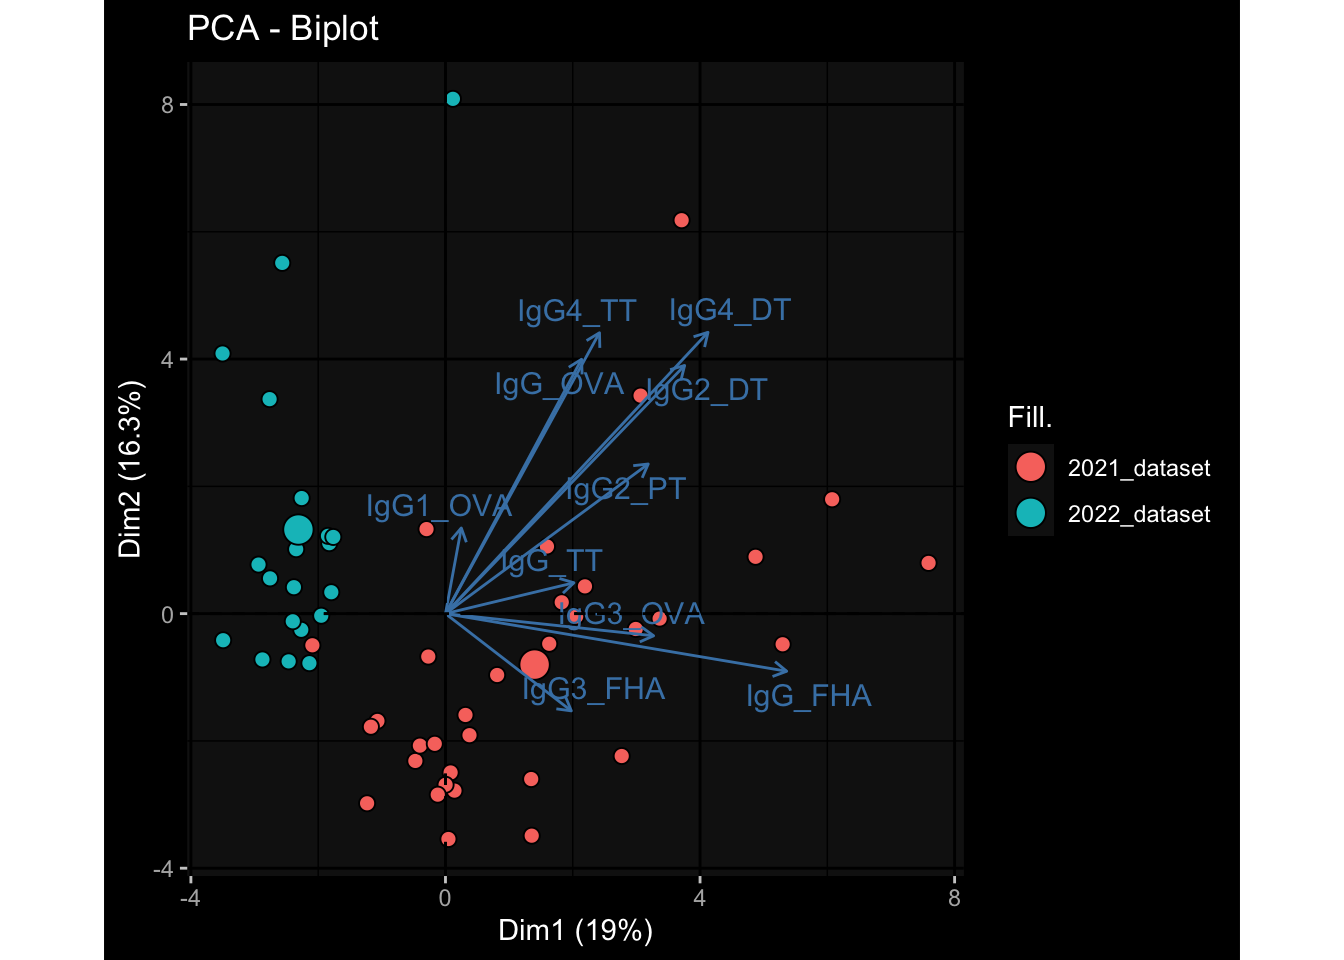 PCA - Biplot
8
4
0
-4
-4
0
4
8
Dim2 (16.3%)
Dim1 (19%)
IgG4_TT
IgG4_DT
IgG_OVA
IgG2_DT
IgG2_PT
IgG1_OVA
IgG_TT
IgG3_OVA
IgG3_FHA
IgG_FHA
Fill.
2021_dataset
2022_dataset